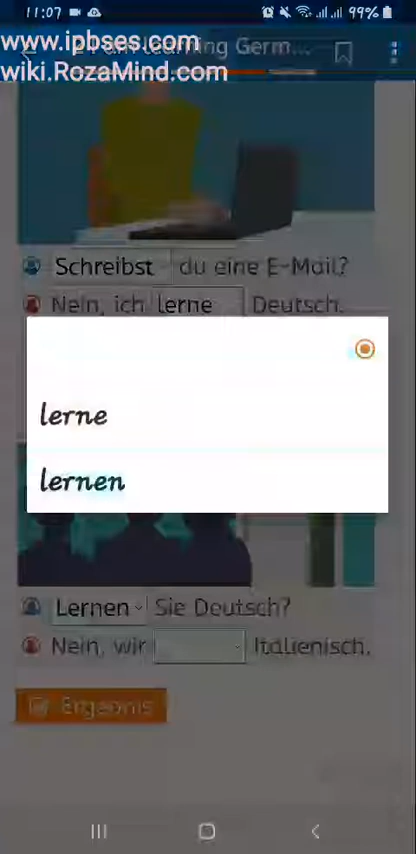 11:07 99%
www.ipbses.com
wiki.RozaMind.com
learning Germ...
Schreibst du eine E-Mail?
Nein, ich lerne Deutsch.
lerne
lernen
Lernen Sie Deutsch?
Nein, wir Italienisch.
Ergebnis